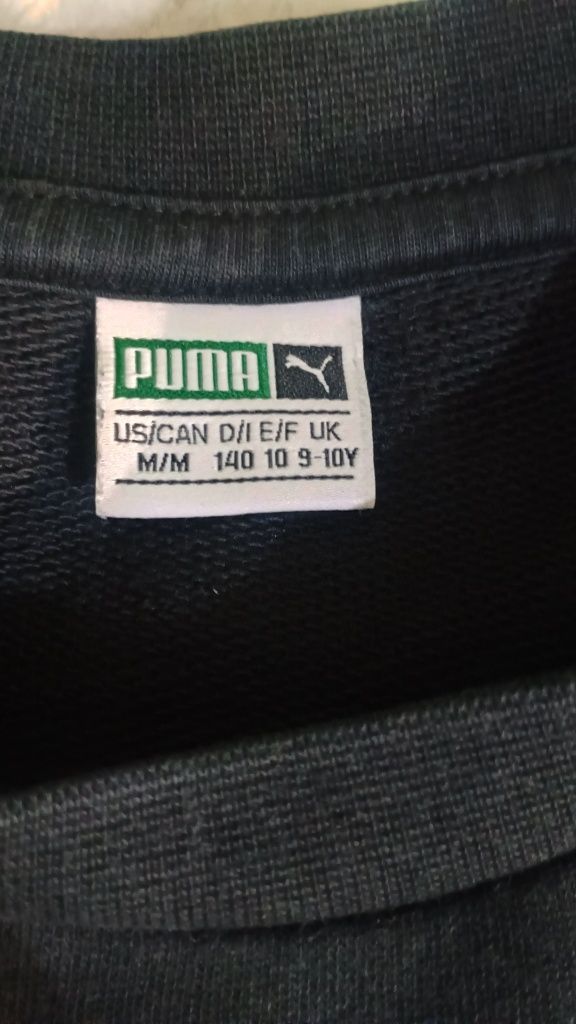 PUMA
US/CAN D/I E/F UK
M/M 140 10 9-10Y